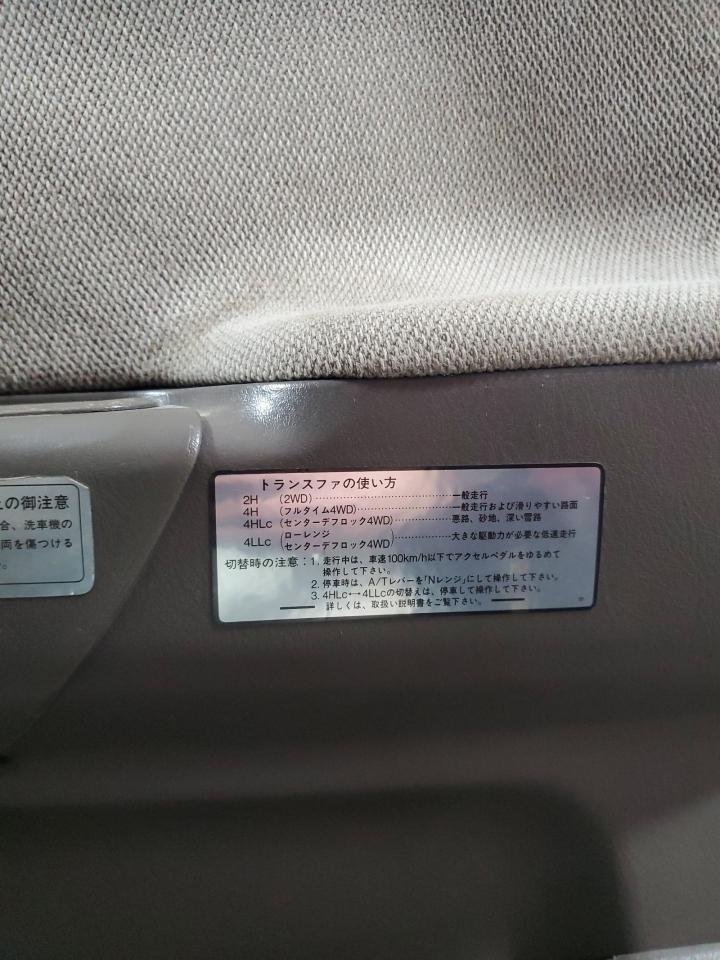 の御注意
合、洗車機の
両を傷つける
。
トランスファの使い方
2H (2WD)……………………一般走行
4H (フルタイム4WD)……………………一般走行および滑りやすい路面
4HLc (センターデフロック4WD)……………………悪路、砂地、深い雪路
4LLc (ローレンジ センターデフロック4WD)……………………大きな駆動力が必要な低速走行
切替時の注意：1. 走行中は、車速100km/h以下でアクセルペダルをゆるめて
操作して下さい。
2. 停車時は、A/Tレバーを「Nレンジ」にして操作して下さい。
3. 4HLc←→4LLcの切替えは、停車して操作して下さい。
詳しくは、取扱い説明書をご覧下さい。